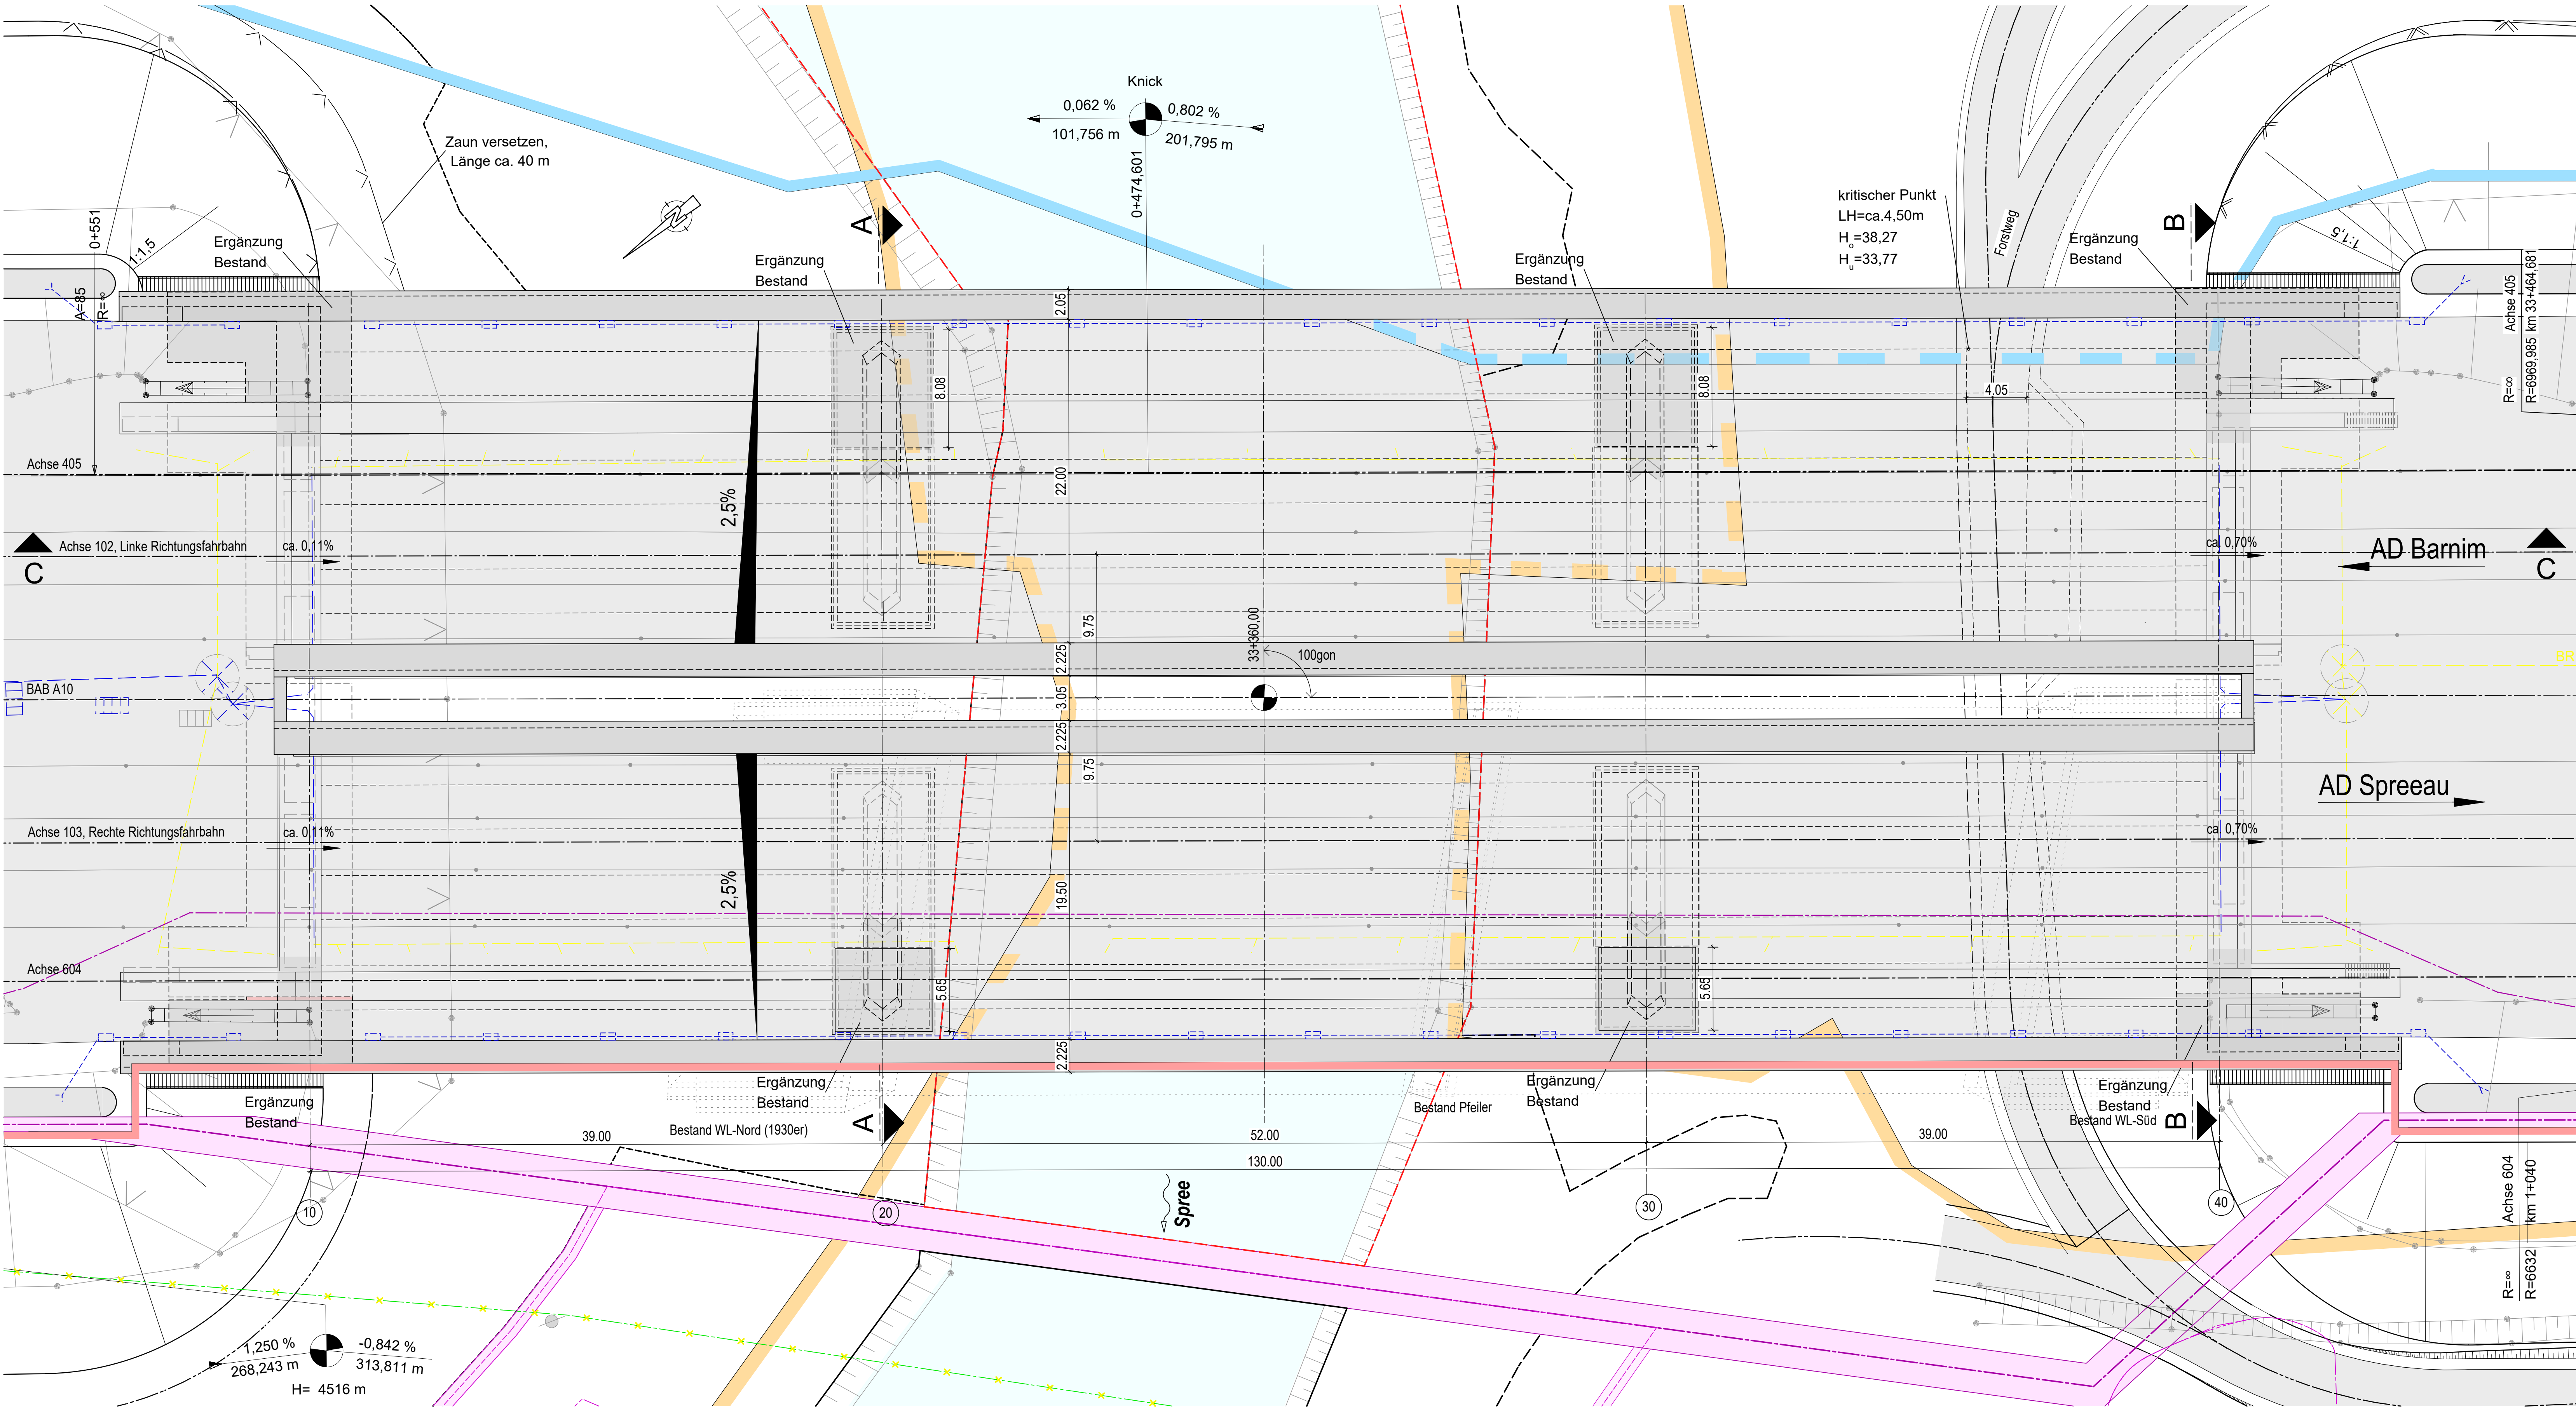 Knick
0,062 %
0,802 %
101,756 m
201,795 m
0+474,601
Zaun versetzen,
Länge ca. 40 m
A
B
kritischer Punkt
LH=ca.4,50m
Ho=38,27
Hu=33,77
Forstweg
0+551
1:1,5
A=85
R=∞
Ergänzung
Bestand
Ergänzung
Bestand
Ergänzung
Bestand
Ergänzung
Bestand
1:1,5
Achse 405
km 33+464,681
R=∞
R=6969,985
2.05
8.08
8.08
4.05
Achse 405
22.00
2,5%
Achse 102, Linke Richtungsfahrbahn
ca. 0,11%
C
ca. 0,70%
AD Barnim
C
9.75
33+360,00
100gon
2.225
BR
BAB A10
3.05
2.225
9.75
AD Spreeau
Achse 103, Rechte Richtungsfahrbahn
ca. 0,11%
ca. 0,70%
2,5%
19.50
Achse 604
5.65
5.65
2.225
Ergänzung
Bestand
Ergänzung
Bestand
Ergänzung
Bestand
Ergänzung
Bestand
Bestand Pfeiler
Bestand WL-Nord (1930er)
Bestand WL-Süd
A
B
39.00
52.00
39.00
130.00
10
20
30
40
Spree
Achse 604
km 1+040
R=∞
R=6632
1,250 %
-0,842 %
268,243 m
313,811 m
H= 4516 m